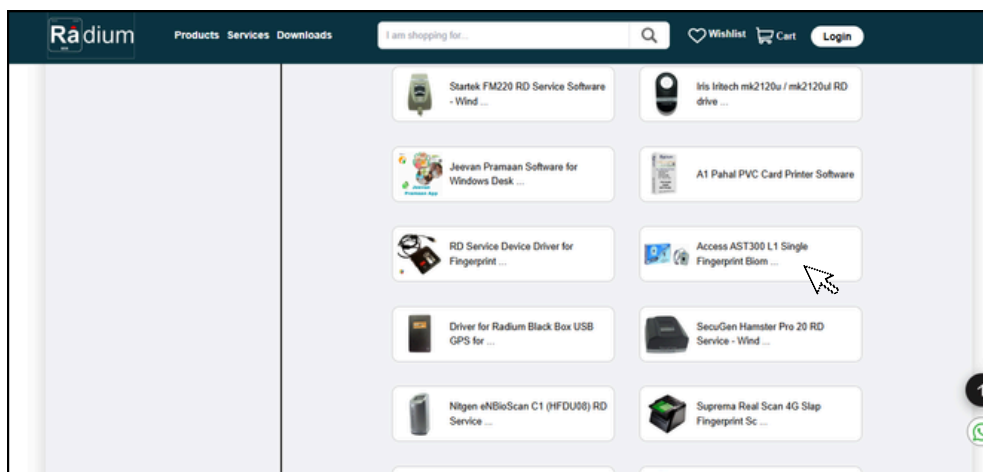 Radium
Products Services Downloads
I am shopping for...
Wishlist
Cart
Login
Startek FM220 RD Service Software
- Wind ...
Iris Iritech mk2120u / mk2120ul RD
drive ...
Jeevan Pramaan Software for
Windows Desk ...
A1 Pahal PVC Card Printer Software
RD Service Device Driver for
Fingerprint ...
Access AST300 L1 Single
Fingerprint Biom ...
Driver for Radium Black Box USB
GPS for ...
SecuGen Hamster Pro 20 RD
Service - Wind ...
Nitgen eNBioScan C1 (HFDU08) RD
Service ...
Suprema Real Scan 4G Slap
Fingerprint Sc ...